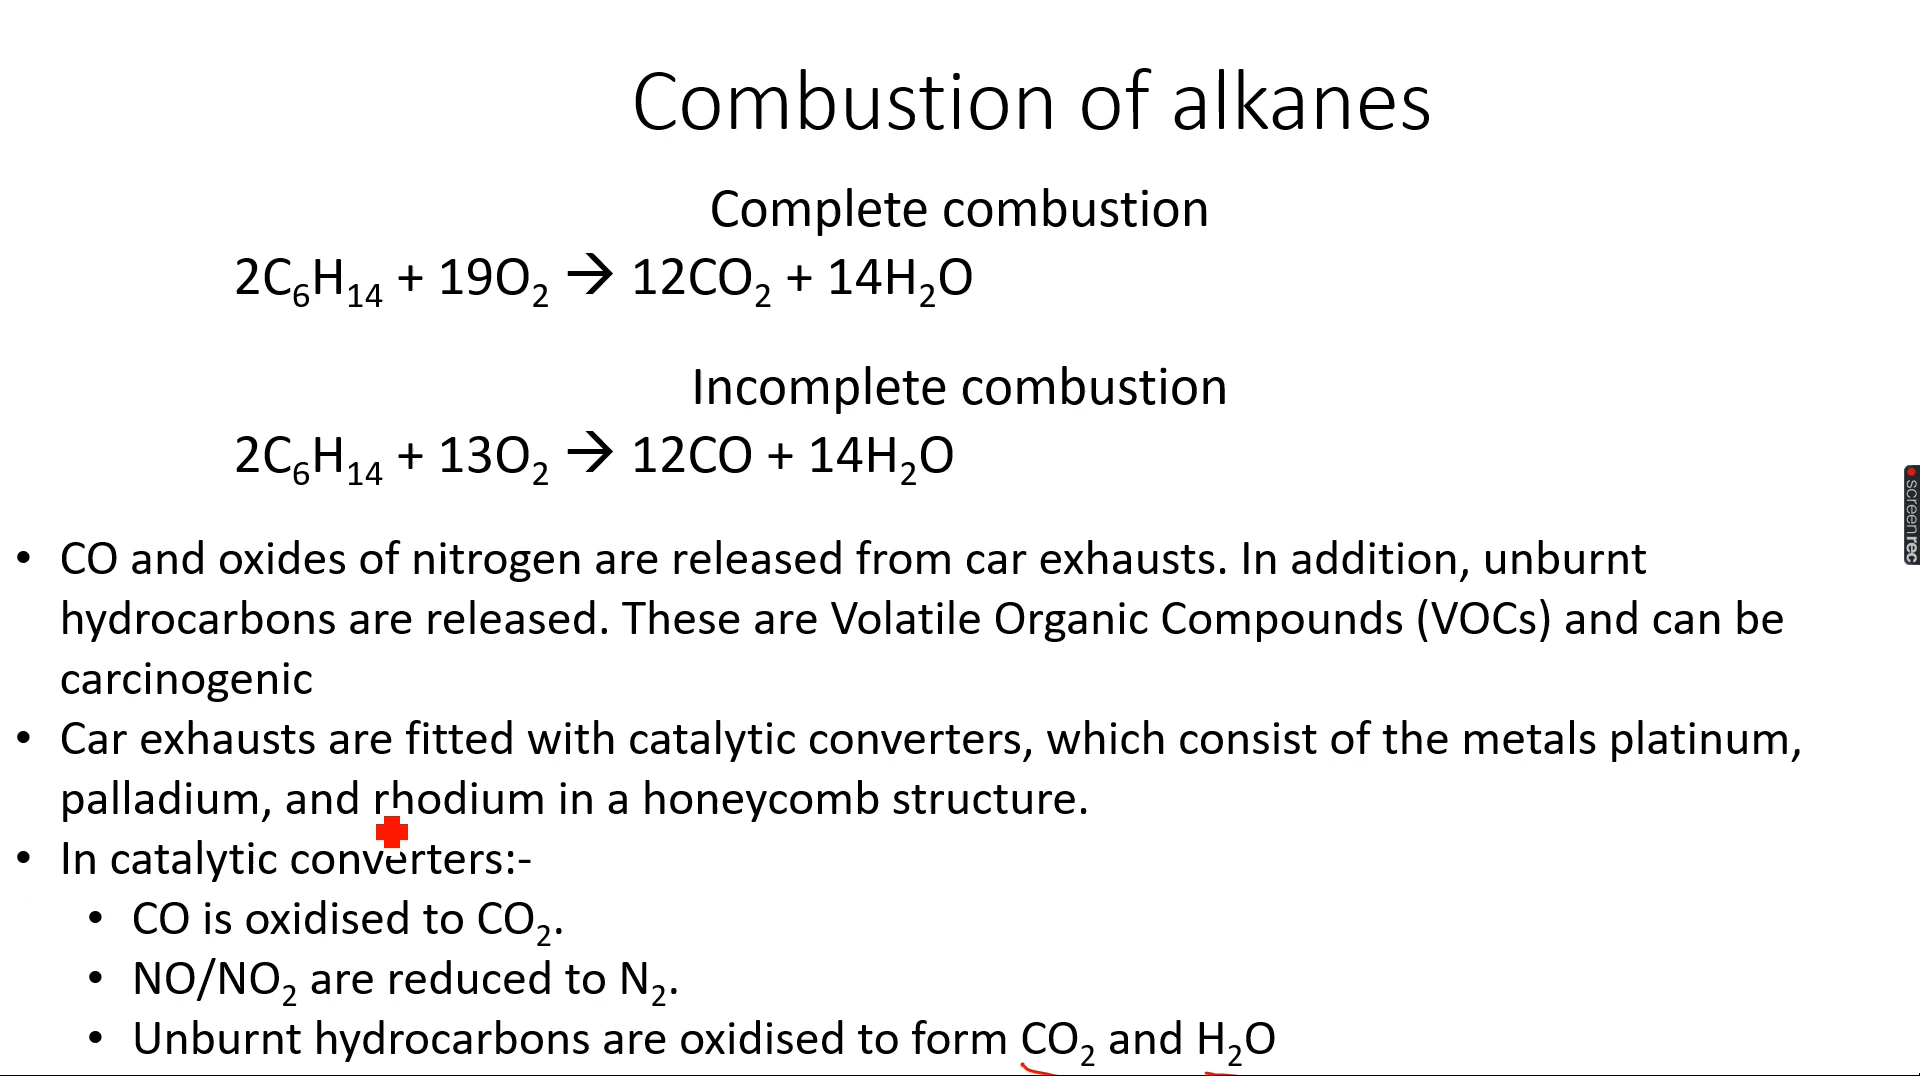 Combustion of alkanes
Complete combustion
2C₆H₁₄ + 19O₂ → 12CO₂ + 14H₂O
Incomplete combustion
2C₆H₁₄ + 13O₂ → 12CO + 14H₂O
• CO and oxides of nitrogen are released from car exhausts. In addition, unburnt
hydrocarbons are released. These are Volatile Organic Compounds (VOCs) and can be
carcinogenic
• Car exhausts are fitted with catalytic converters, which consist of the metals platinum,
palladium, and rhodium in a honeycomb structure.
• In catalytic converters:-
• CO is oxidised to CO₂.
• NO/NO₂ are reduced to N₂.
• Unburnt hydrocarbons are oxidised to form CO₂ and H₂O
screenrec